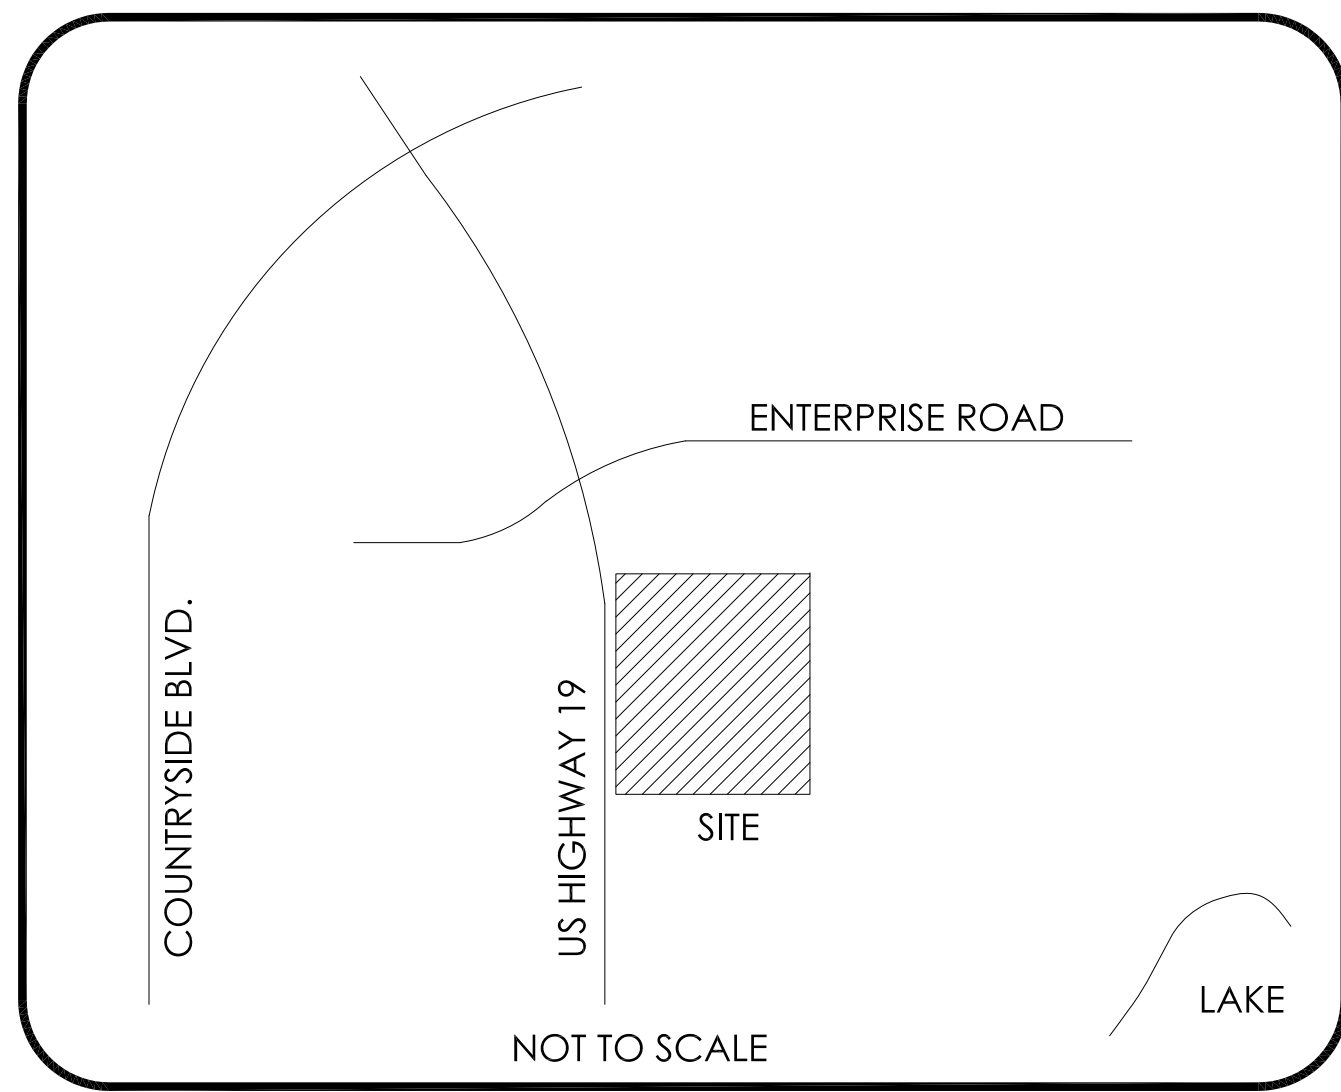 ENTERPRISE ROAD
COUNTRYSIDE BLVD.
US HIGHWAY 19
SITE
LAKE
NOT TO SCALE